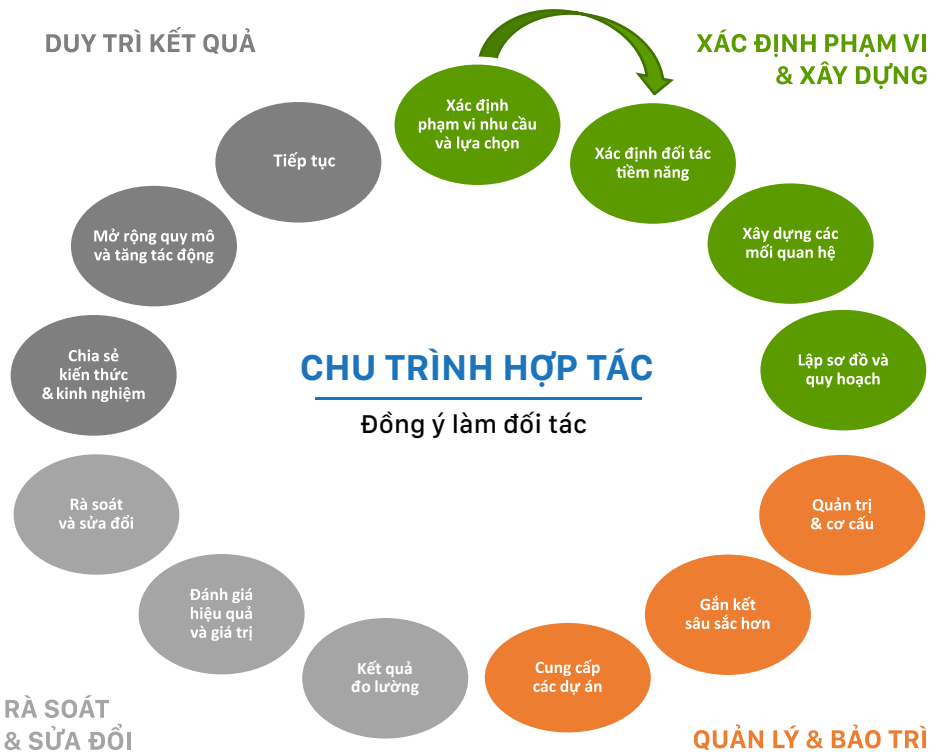 DUY TRÌ KẾT QUẢ
XÁC ĐỊNH PHẠM VI
& XÂY DỰNG
Xác định
phạm vi nhu cầu
và lựa chọn
Xác định đối tác
tiềm năng
Xây dựng các
mối quan hệ
Lập sơ đồ và
quy hoạch
Quản trị
& cơ cấu
Gắn kết
sâu sắc hơn
Cung cấp
các dự án
Kết quả
đo lường
Đánh giá
hiệu quả
và giá trị
Rà soát
và sửa đổi
Chia sẻ
kiến thức
& kinh nghiệm
Mở rộng quy mô
và tăng tác động
Tiếp tục
CHU TRÌNH HỢP TÁC
Đồng ý làm đối tác
RÀ SOÁT
& SỬA ĐỔI
QUẢN LÝ & BẢO TRÌ